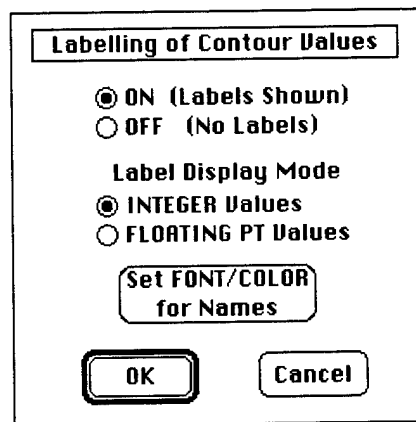 Labelling of Contour Values
ON (Labels Shown)
OFF (No Labels)
Label Display Mode
INTEGER Values
FLOATING PT Values
Set FONT/COLOR
for Names
OK Cancel